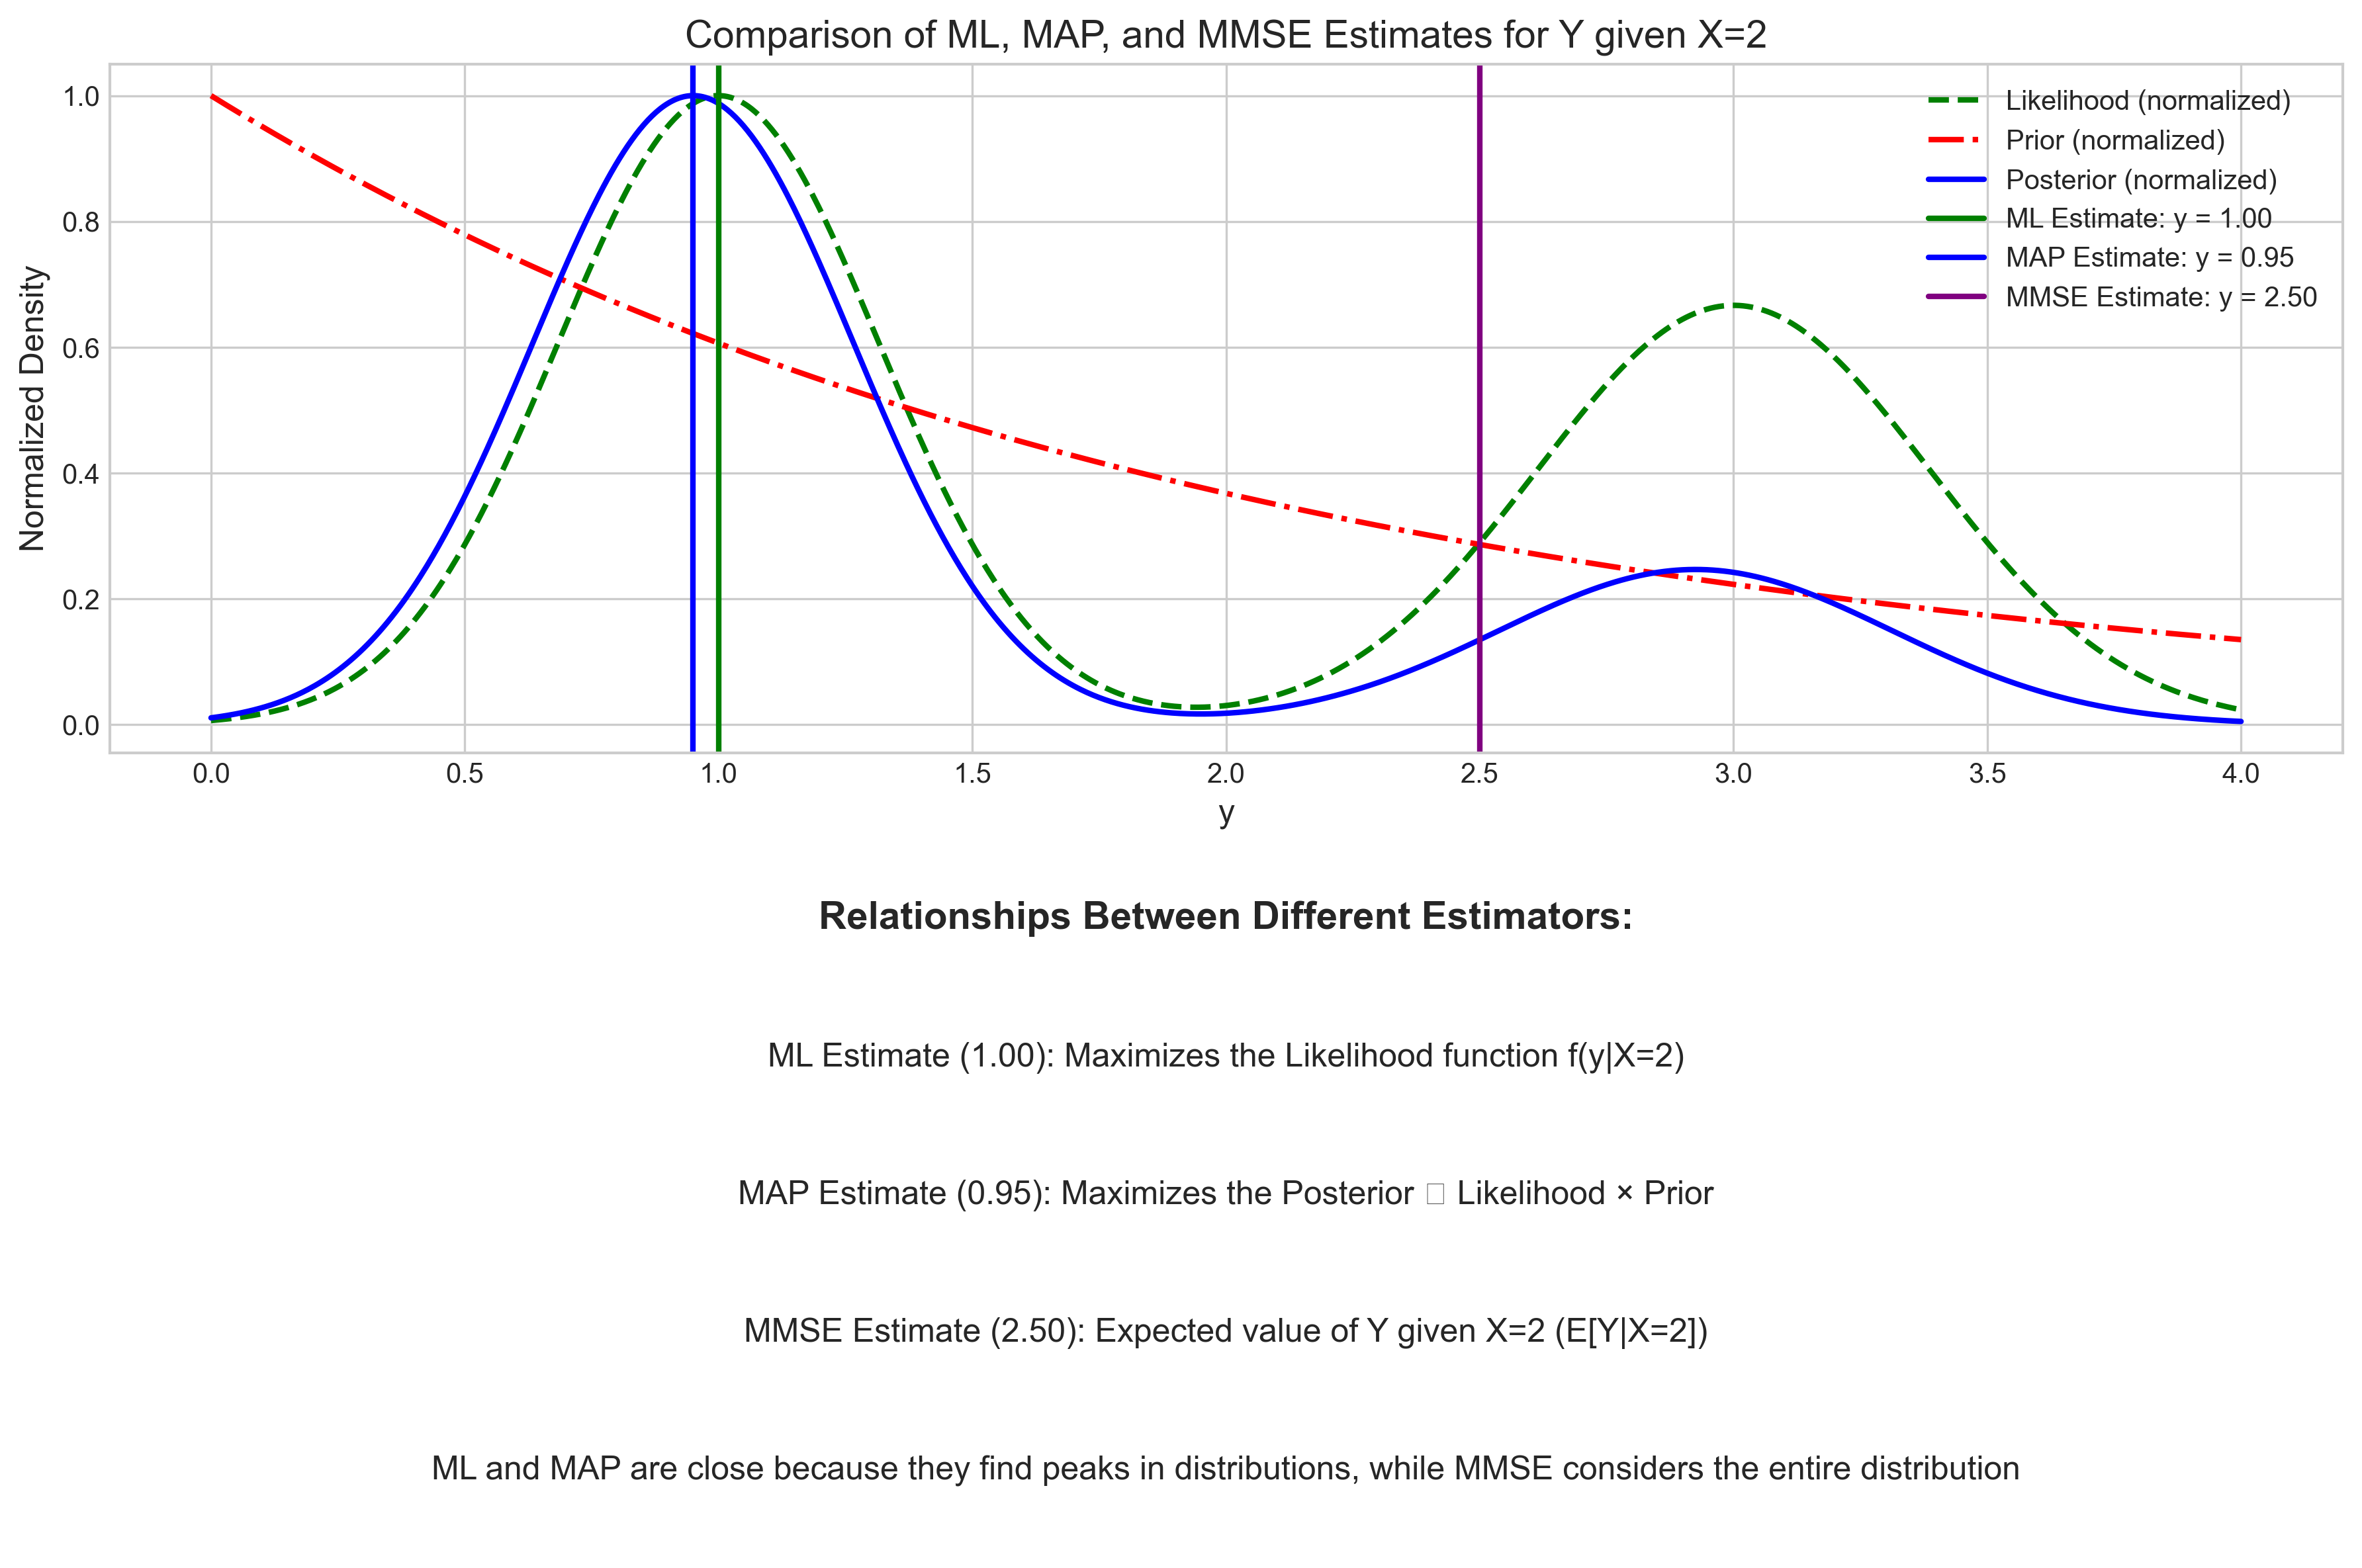 Comparison of ML, MAP, and MMSE Estimates for Y given X=2
Normalized Density
1.0
0.8
0.6
0.4
0.2
0.0
Likelihood (normalized)
Prior (normalized)
Posterior (normalized)
ML Estimate: y = 1.00
MAP Estimate: y = 0.95
MMSE Estimate: y = 2.50
0.0 0.5 1.0 1.5 2.0 2.5 3.0 3.5 4.0
y
Relationships Between Different Estimators:
ML Estimate (1.00): Maximizes the Likelihood function f(y|X=2)
MAP Estimate (0.95): Maximizes the Posterior □ Likelihood × Prior
MMSE Estimate (2.50): Expected value of Y given X=2 (E[Y|X=2])
ML and MAP are close because they find peaks in distributions, while MMSE considers the entire distribution